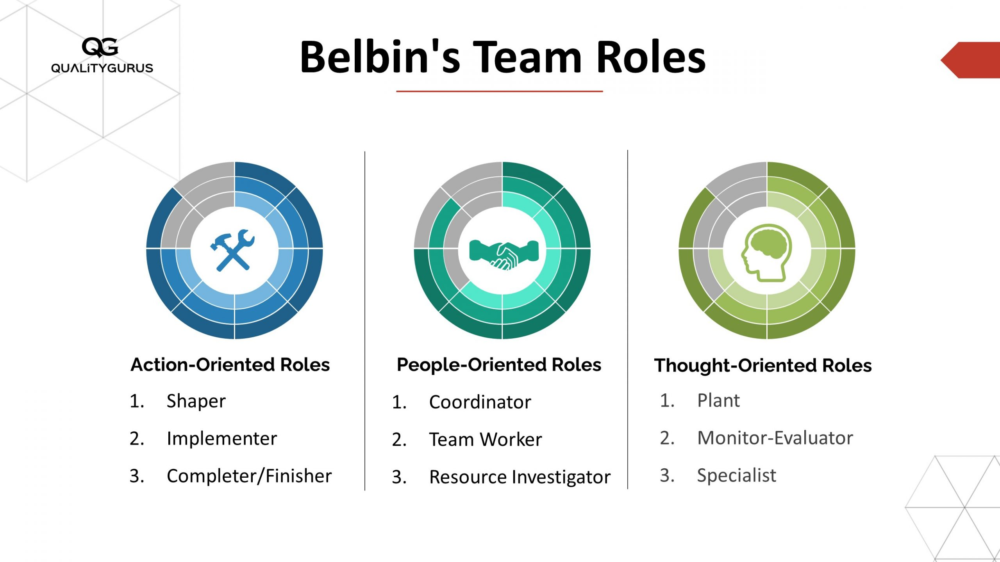 QG
QUALiTYGURUS
Belbin's Team Roles
Action-Oriented Roles
1. Shaper
2. Implementer
3. Completer/Finisher
People-Oriented Roles
1. Coordinator
2. Team Worker
3. Resource Investigator
Thought-Oriented Roles
1. Plant
2. Monitor-Evaluator
3. Specialist